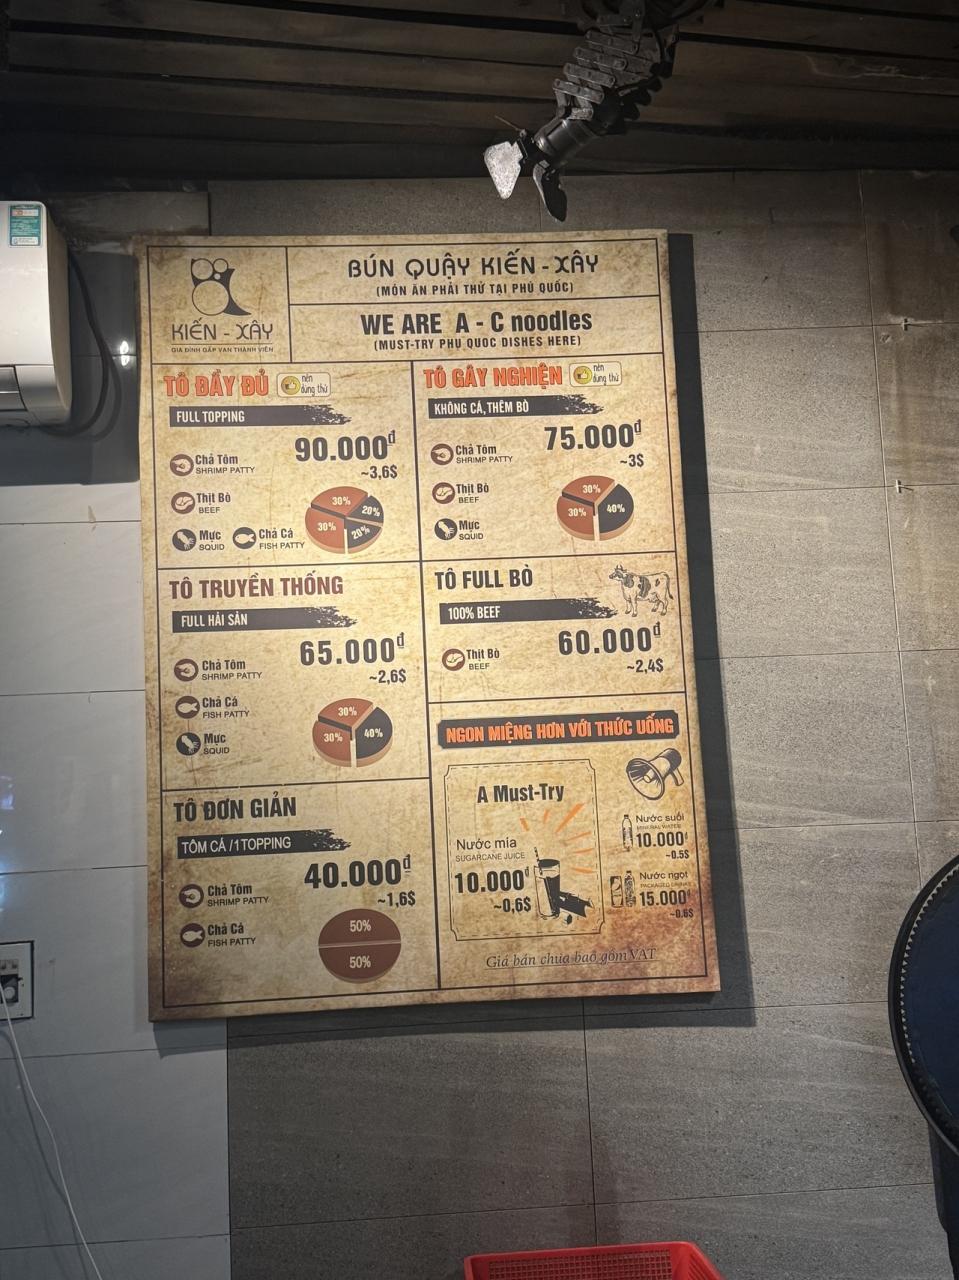 KIẾN - XÂY
GIA ĐÌNH GẤP VẠN THÀNH VIÊN
BÚN QUẬY KIẾN - XÂY
(MÓN ĂN PHẢI THỬ TẠI PHÚ QUỐC)
WE ARE A - C noodles
(MUST-TRY PHU QUOC DISHES HERE)
TÔ ĐẦY ĐỦ
nên
dùng thử
FULL TOPPING
90.000đ
~3,6$
Chả Tôm
SHRIMP PATTY
Thịt Bò
BEEF
Mực
SQUID
Chả Cá
FISH PATTY
30%
20%
30%
20%
TÔ GÂY NGHIỆN
nên
dùng thử
KHÔNG CÁ, THÊM BÒ
75.000đ
~3$
Chả Tôm
SHRIMP PATTY
Thịt Bò
BEEF
Mực
SQUID
30%
40%
30%
TÔ TRUYỀN THỐNG
FULL HẢI SẢN
65.000đ
~2,6$
Chả Tôm
SHRIMP PATTY
Chả Cá
FISH PATTY
Mực
SQUID
30%
30%
40%
TÔ FULL BÒ
100% BEEF
60.000đ
~2,4$
Thịt Bò
BEEF
TÔ ĐƠN GIẢN
TÔM CÁ /1 TOPPING
40.000đ
~1,6$
Chả Tôm
SHRIMP PATTY
Chả Cá
FISH PATTY
50%
50%
NGON MIỆNG HƠN VỚI THỨC UỐNG
A Must-Try
Nước mía
SUGARCANE JUICE
10.000đ
~0,6$
Nước suối
MINERAL WATER
10.000đ
~0.5$
Nước ngọt
PACKAGED DRINKS
15.000đ
~0.6$
Giá bán chưa bao gồm VAT